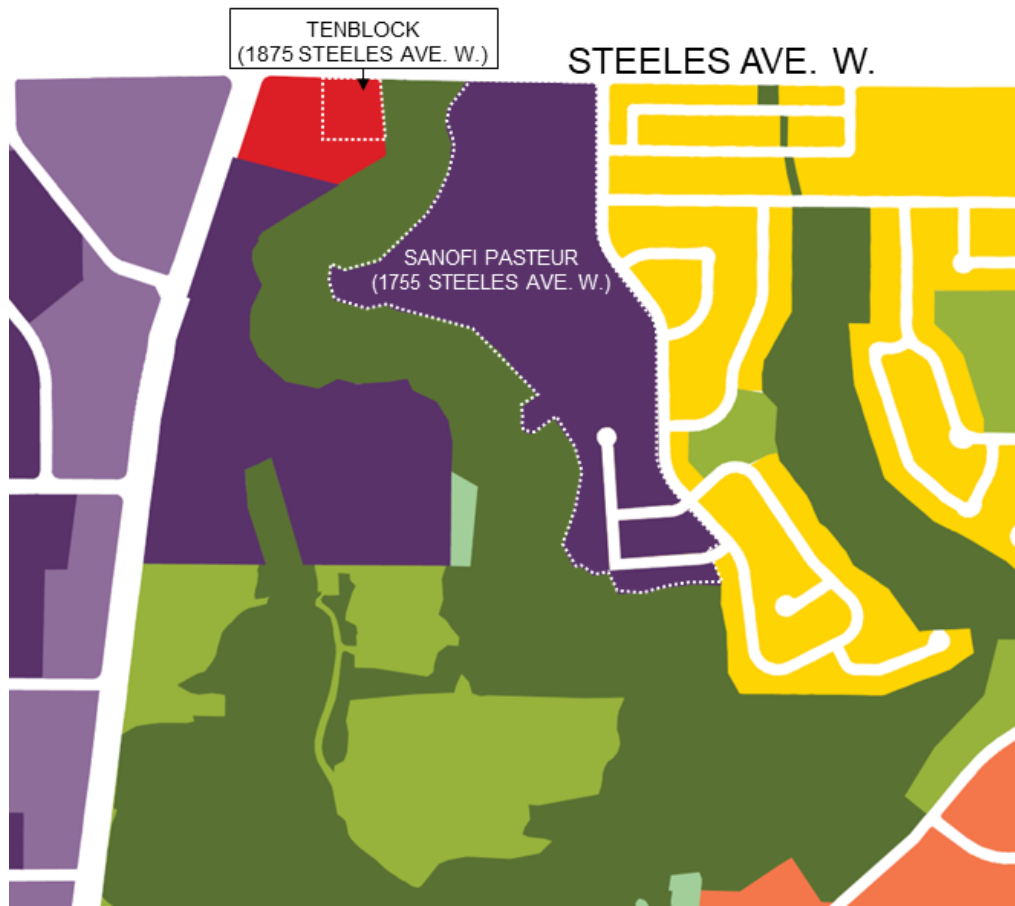 TENBLOCK
(1875 STEELES AVE. W.)
STEELES AVE. W.
SANOFI PASTEUR
(1755 STEELES AVE. W.)